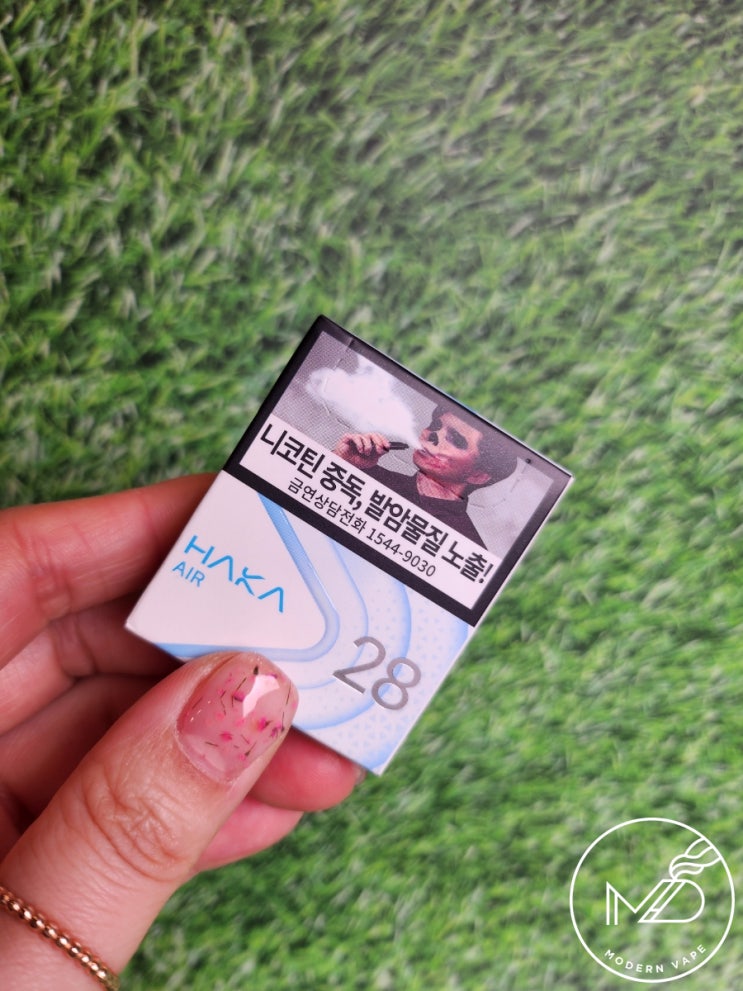 니코틴 중독, 발암물질 노출!
금연상담전화 1544-9030
HAKA
AIR
28
MD
MODERN VAPE